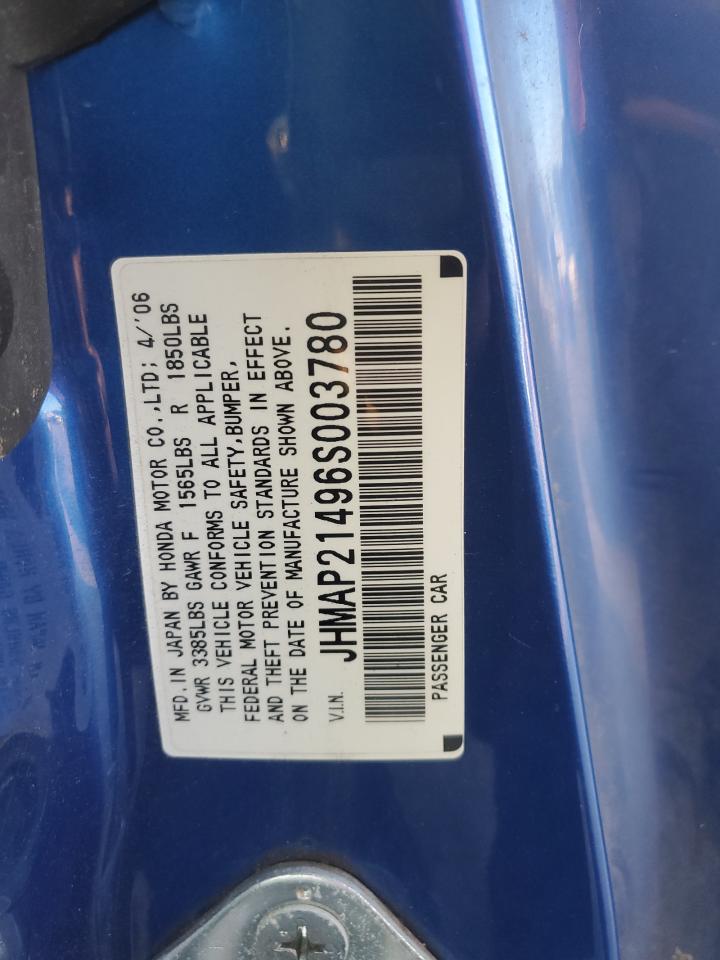 MFD.IN JAPAN BY HONDA MOTOR CO.,LTD; 4/'06
GVWR 3385LBS GAWR F 1565LBS R 1850LBS
THIS VEHICLE CONFORMS TO ALL APPLICABLE
FEDERAL MOTOR VEHICLE SAFETY,BUMPER,
AND THEFT PREVENTION STANDARDS IN EFFECT
ON THE DATE OF MANUFACTURE SHOWN ABOVE.
V.I.N. JHMAP21496S003780
PASSENGER CAR